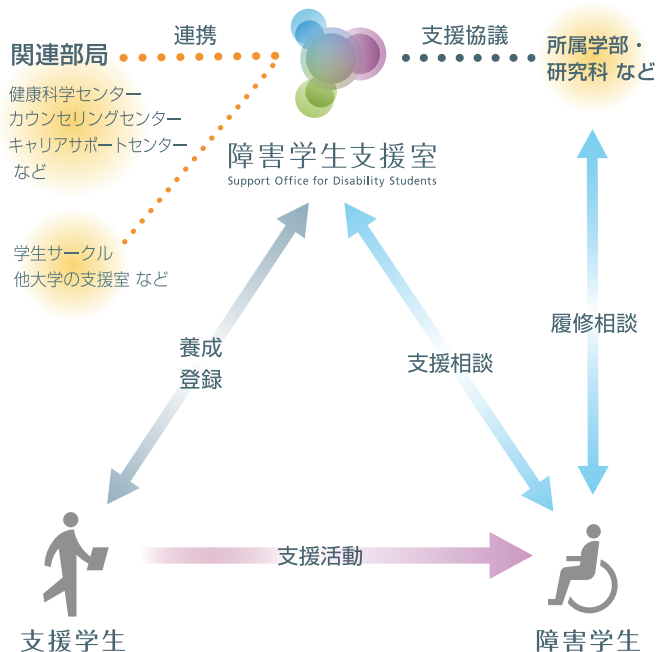 連携
支援協議
関連部局
所属学部・
研究科 など
健康科学センター
カウンセリングセンター
キャリアサポートセンター
など
障害学生支援室
Support Office for Disability Students
学生サークル
他大学の支援室 など
履修相談
養成
登録
支援相談
支援活動
支援学生
障害学生